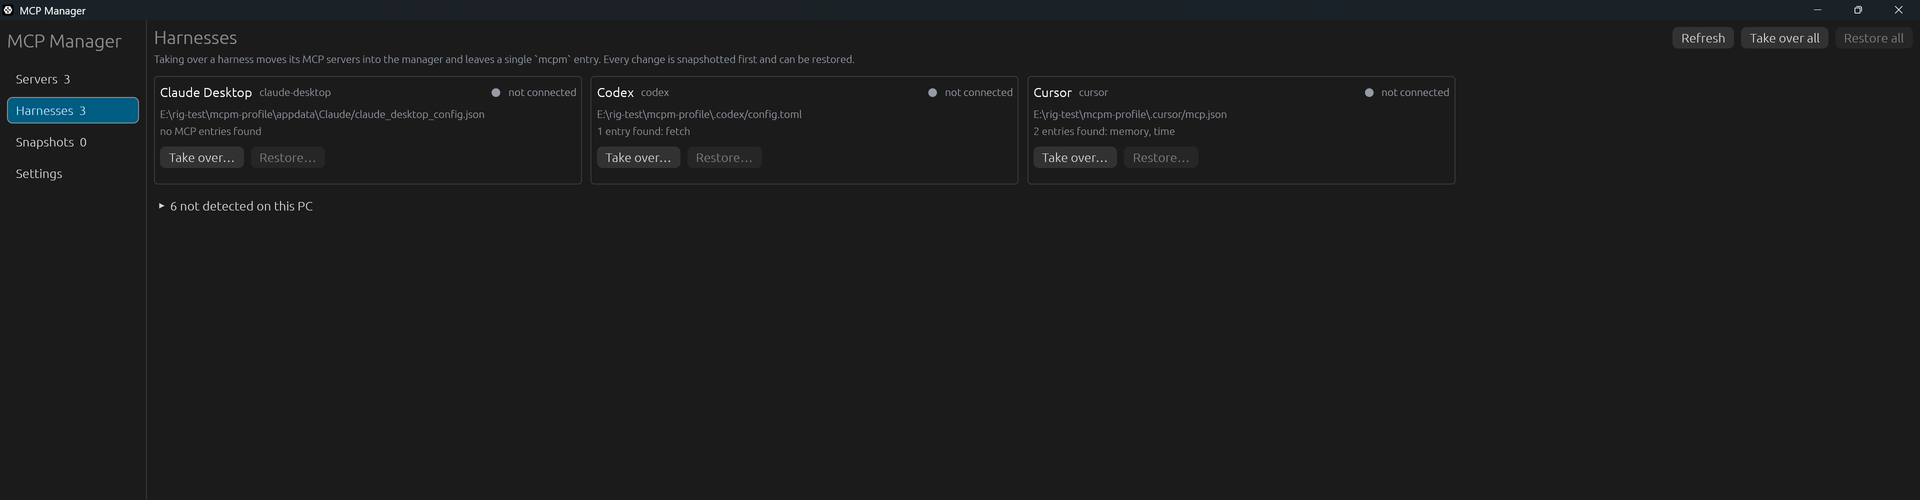 MCP Manager
MCP Manager
Servers 3
Harnesses 3
Snapshots 0
Settings
Harnesses
Refresh
Take over all
Restore all
Taking over a harness moves its MCP servers into the manager and leaves a single `mcpm` entry. Every change is snapshotted first and can be restored.
Claude Desktop claude-desktop not connected
E:\rig-test\mcpm-profile\appdata\Claude/claude_desktop_config.json
no MCP entries found
Take over… Restore…
Codex codex not connected
E:\rig-test\mcpm-profile\.codex/config.toml
1 entry found: fetch
Take over… Restore…
Cursor cursor not connected
E:\rig-test\mcpm-profile\.cursor/mcp.json
2 entries found: memory, time
Take over… Restore…
6 not detected on this PC